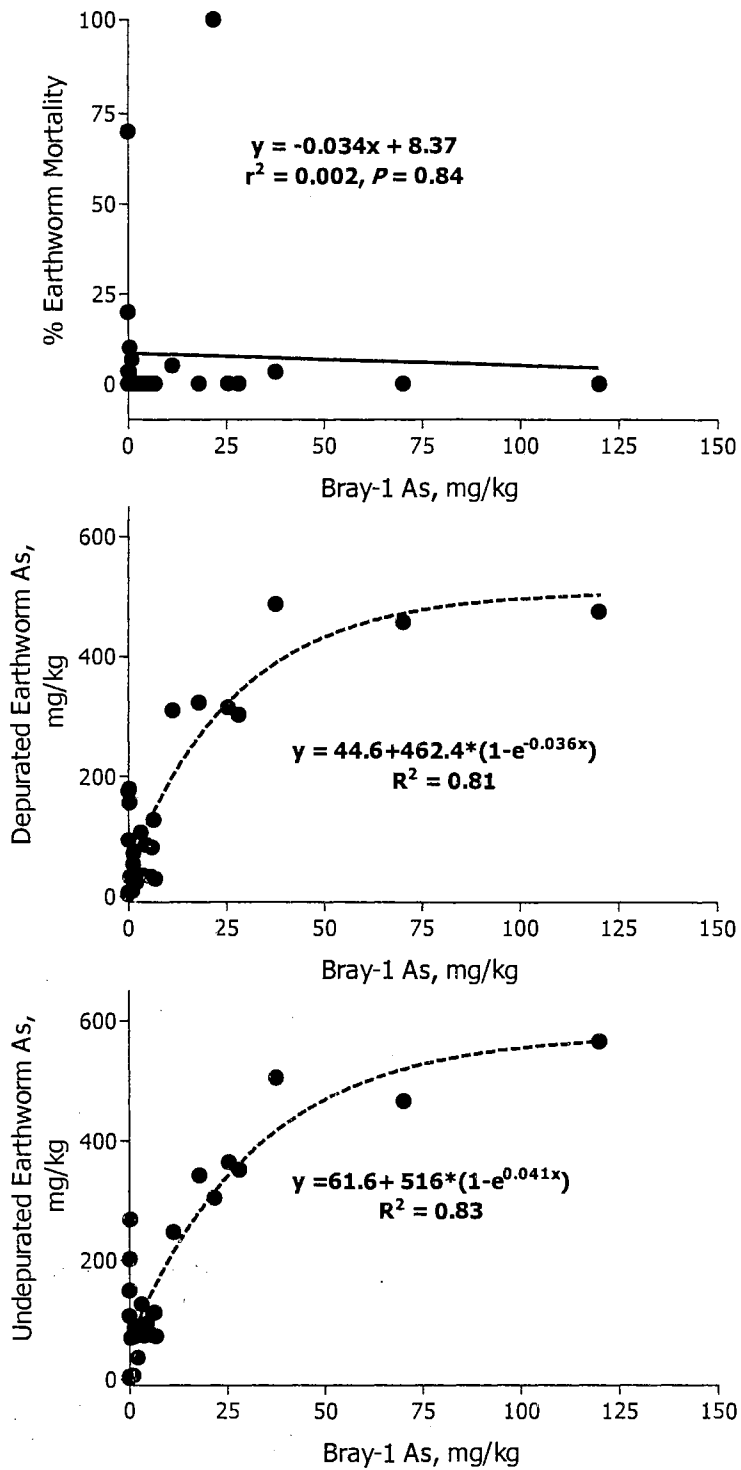 100
75
50
25
0
% Earthworm Mortality
y = -0.034x + 8.37
r² = 0.002, P = 0.84
0 25 50 75 100 125 150
Bray-1 As, mg/kg
600
400
200
0
Depurated Earthworm As,
mg/kg
y = 44.6+462.4*(1-e^-0.036x)
R² = 0.81
0 25 50 75 100 125 150
Bray-1 As, mg/kg
600
400
200
0
Undepurated Earthworm As,
mg/kg
y =61.6+ 516*(1-e^0.041x)
R² = 0.83
0 25 50 75 100 125 150
Bray-1 As, mg/kg